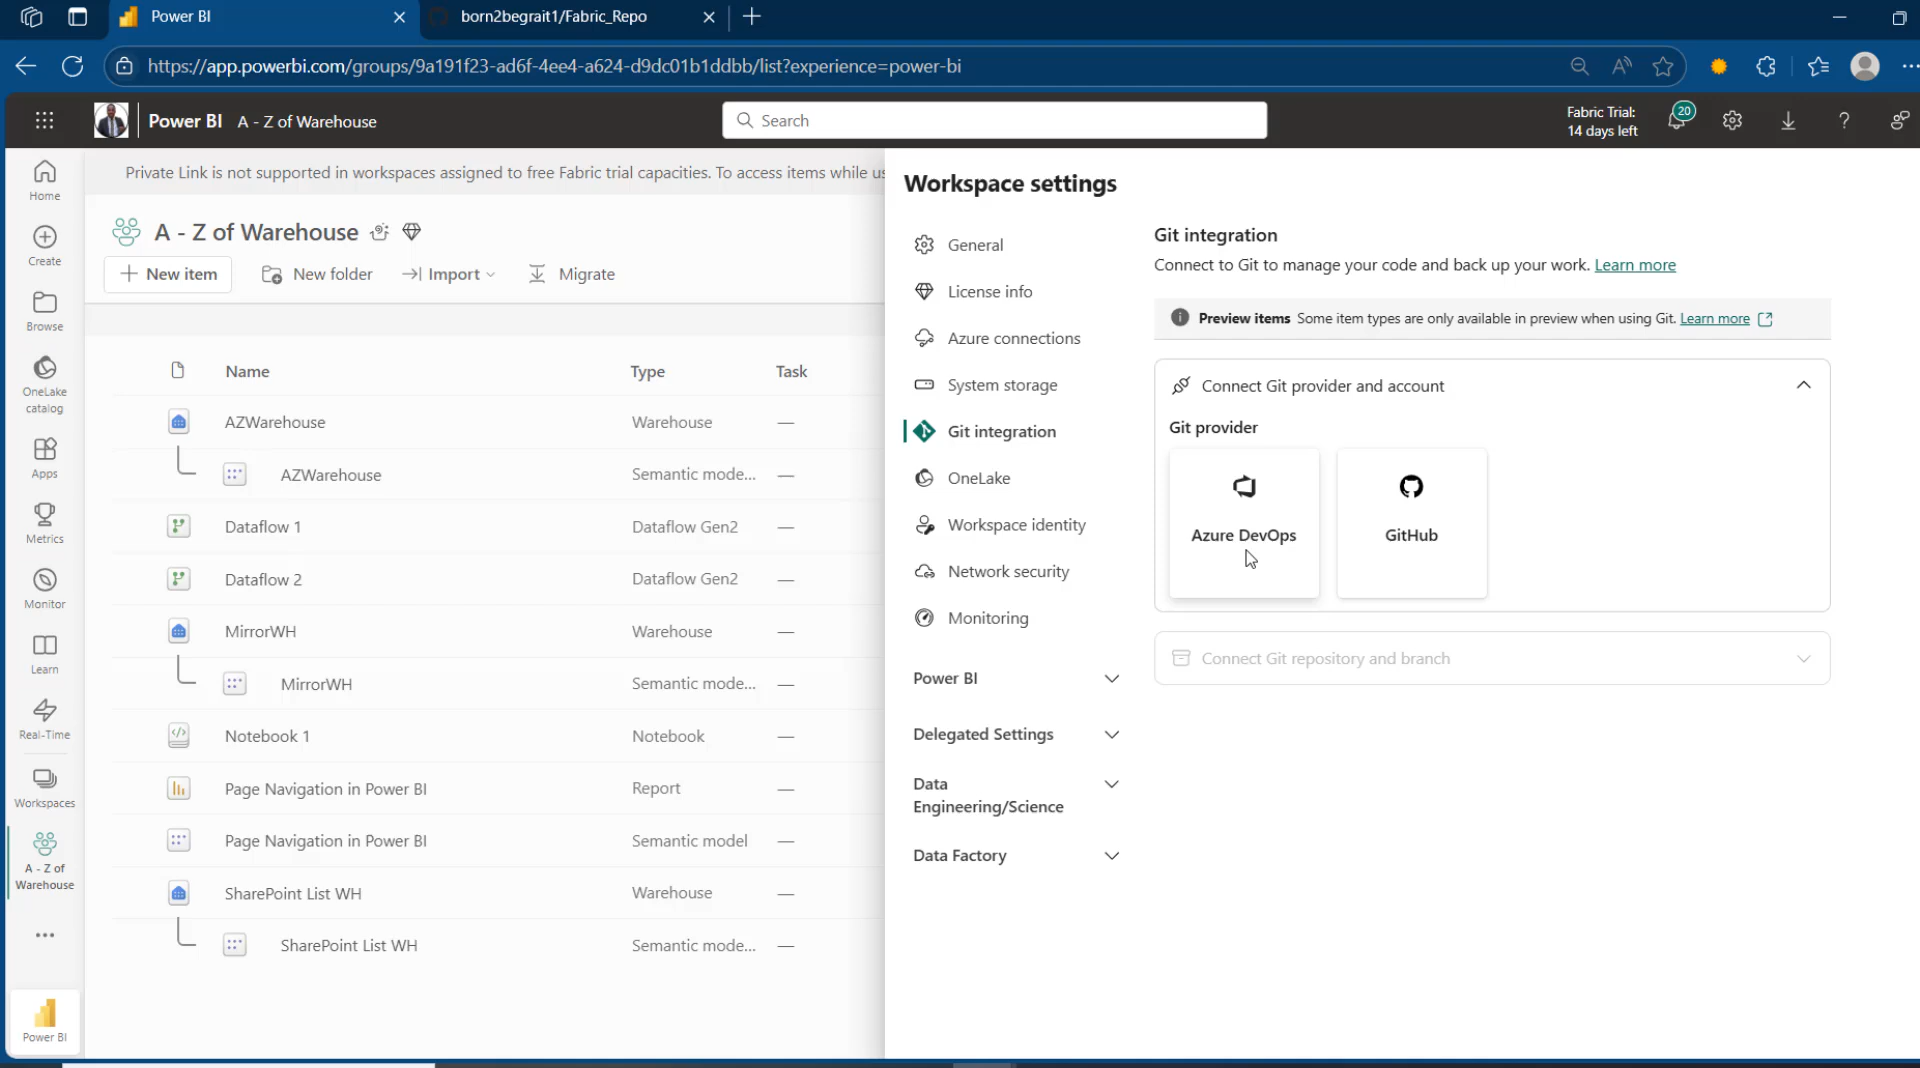 Power BI
born2begrait1/Fabric_Repo
https://app.powerbi.com/groups/9a191f23-ad6f-4ee4-a624-d9dc01b1ddbb/list?experience=power-bi
Power BI A - Z of Warehouse
Search
Fabric Trial:
14 days left
20
Home
Create
Browse
OneLake
catalog
Apps
Metrics
Monitor
Learn
Real-Time
Workspaces
A - Z of
Warehouse
Power BI
Private Link is not supported in workspaces assigned to free Fabric trial capacities. To access items while us
A - Z of Warehouse
New item
New folder
Import
Migrate
Name Type Task
AZWarehouse Warehouse —
AZWarehouse Semantic mode... —
Dataflow 1 Dataflow Gen2 —
Dataflow 2 Dataflow Gen2 —
MirrorWH Warehouse —
MirrorWH Semantic mode... —
Notebook 1 Notebook —
Page Navigation in Power BI Report —
Page Navigation in Power BI Semantic model —
SharePoint List WH Warehouse —
SharePoint List WH Semantic mode... —
Workspace settings
General
License info
Azure connections
System storage
Git integration
OneLake
Workspace identity
Network security
Monitoring
Power BI
Delegated Settings
Data
Engineering/Science
Data Factory
Git integration
Connect to Git to manage your code and back up your work. Learn more
Preview items Some item types are only available in preview when using Git. Learn more
Connect Git provider and account
Git provider
Azure DevOps
GitHub
Connect Git repository and branch